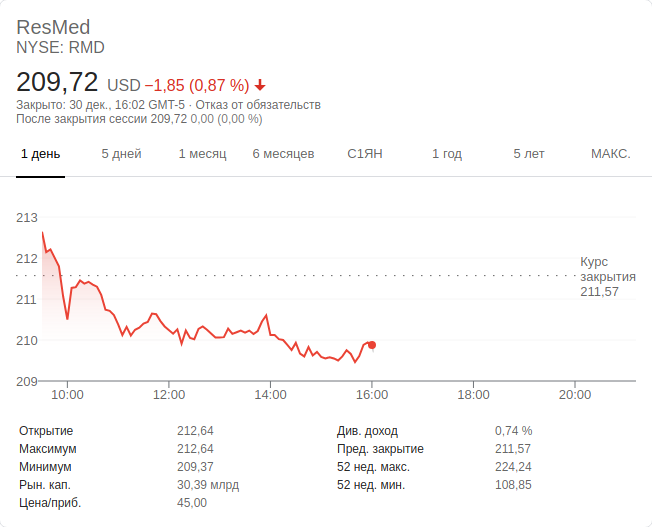 ResMed
NYSE: RMD
209,72 USD −1,85 (0,87 %)
Закрыто: 30 дек., 16:02 GMT-5 · Отказ от обязательств
После закрытия сессии 209,72 0,00 (0,00 %)
1 день 5 дней 1 месяц 6 месяцев С1ЯН 1 год 5 лет МАКС.
213
212
211
210
209
Курс
закрытия
211,57
10:00 12:00 14:00 16:00 18:00 20:00
Открытие 212,64 Див. доход 0,74 %
Максимум 212,64 Пред. закрытие 211,57
Минимум 209,37 52 нед. макс. 224,24
Рын. кап. 30,39 млрд 52 нед. мин. 108,85
Цена/приб. 45,00